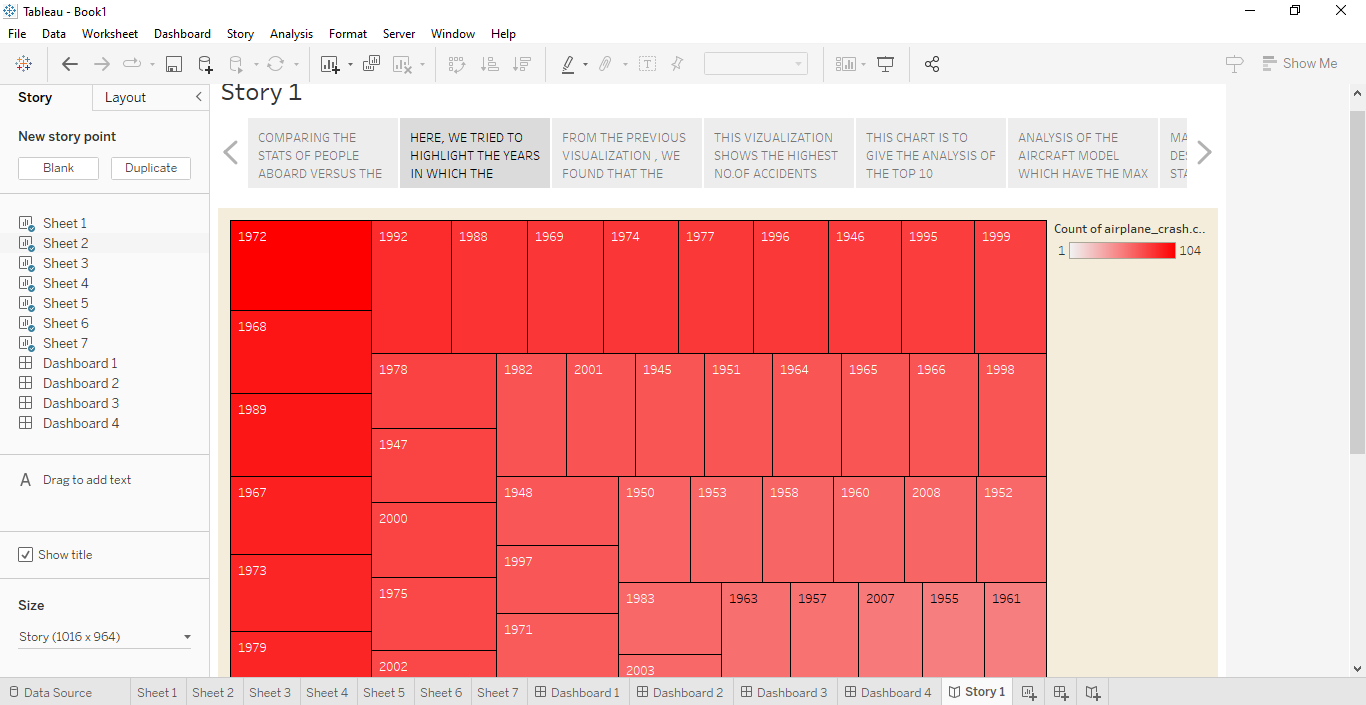 Tableau - Book1
File Data Worksheet Dashboard Story Analysis Format Server Window Help
Show Me
Story Layout
New story point
Blank Duplicate
Sheet 1
Sheet 2
Sheet 3
Sheet 4
Sheet 5
Sheet 6
Sheet 7
Dashboard 1
Dashboard 2
Dashboard 3
Dashboard 4
A Drag to add text
Show title
Size
Story (1016 x 964)
Story 1
COMPARING THE
STATS OF PEOPLE
ABOARD VERSUS THE
HERE, WE TRIED TO
HIGHLIGHT THE YEARS
IN WHICH THE
FROM THE PREVIOUS
VISUALIZATION , WE
FOUND THAT THE
THIS VIZUALIZATION
SHOWS THE HIGHEST
NO.OF ACCIDENTS
THIS CHART IS TO
GIVE THE ANALYSIS OF
THE TOP 10
ANALYSIS OF THE
AIRCRAFT MODEL
WHICH HAVE THE MAX
MA
DES
STA
1972 1992 1988 1969 1974 1977 1996 1946 1995 1999
1968
1989
1967
1973
1979
1978 1982 2001 1945 1951 1964 1965 1966 1998
1947
2000
1975
2002
1948 1950 1953 1958 1960 2008 1952
1997
1971
1983 1963 1957 2007 1955 1961
2003
Count of airplane_crash.c..
1 104
Data Source Sheet 1 Sheet 2 Sheet 3 Sheet 4 Sheet 5 Sheet 6 Sheet 7 Dashboard 1 Dashboard 2 Dashboard 3 Dashboard 4 Story 1